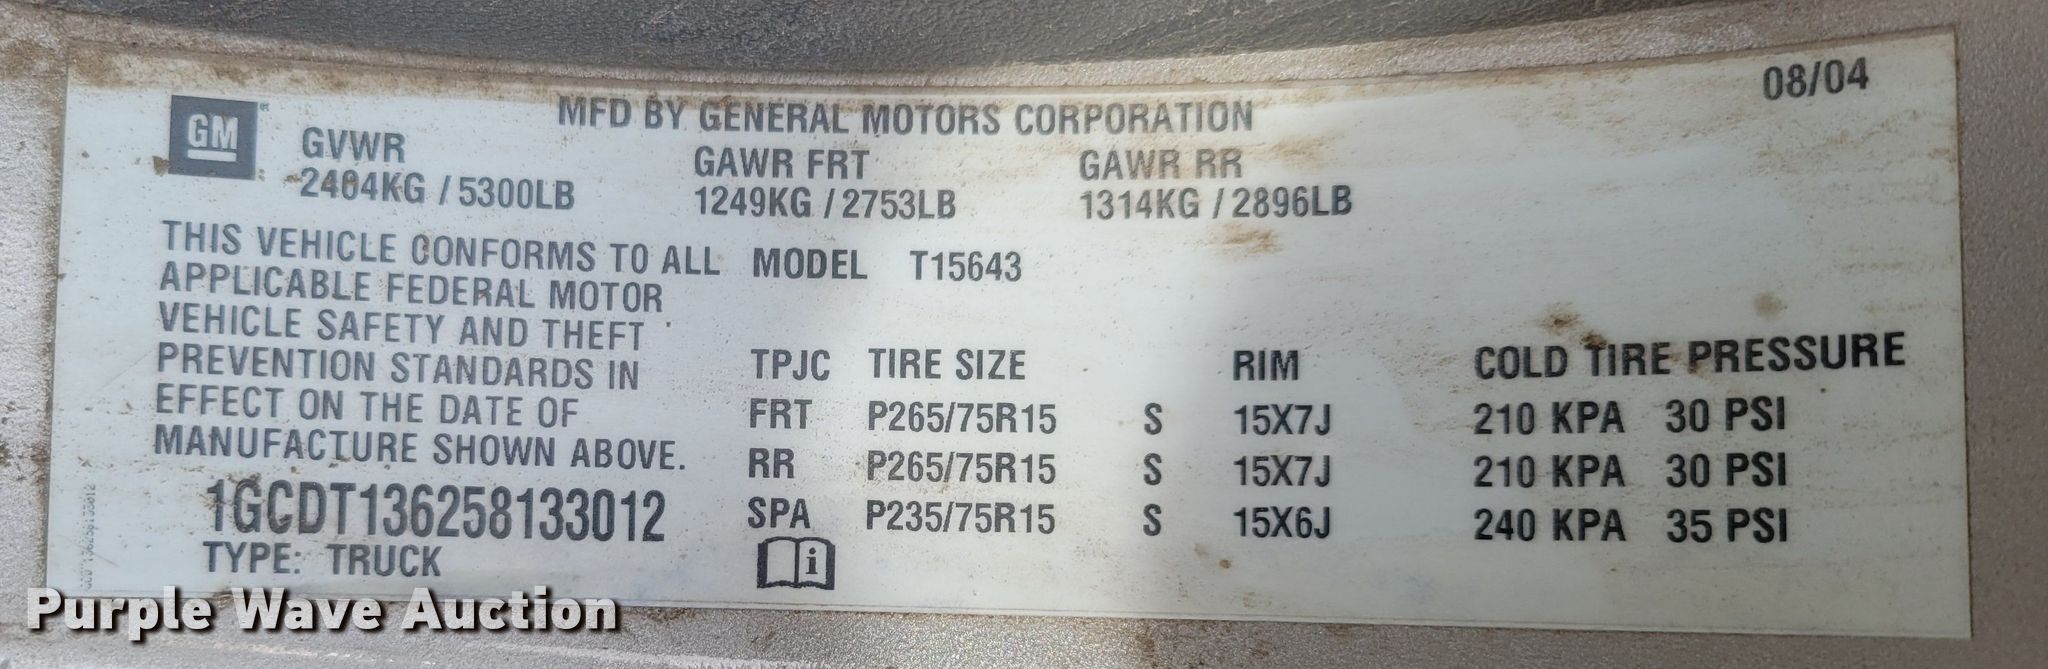 08/04
GM
MFD BY GENERAL MOTORS CORPORATION
GVWR GAWR FRT GAWR RR
2404KG / 5300LB 1249KG / 2753LB 1314KG / 2896LB
THIS VEHICLE CONFORMS TO ALL
APPLICABLE FEDERAL MOTOR
VEHICLE SAFETY AND THEFT
PREVENTION STANDARDS IN
EFFECT ON THE DATE OF
MANUFACTURE SHOWN ABOVE.
1GCDT136258133012
TYPE: TRUCK
MODEL T15643
TPJC TIRE SIZE RIM COLD TIRE PRESSURE
FRT P265/75R15 S 15X7J 210 KPA 30 PSI
RR P265/75R15 S 15X7J 210 KPA 30 PSI
SPA P235/75R15 S 15X6J 240 KPA 35 PSI
i
Purple Wave Auction